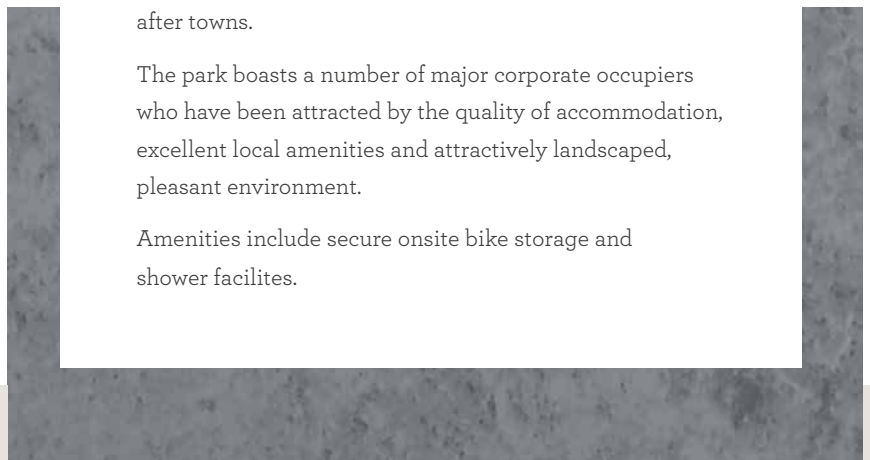 after towns.
The park boasts a number of major corporate occupiers
who have been attracted by the quality of accommodation,
excellent local amenities and attractively landscaped,
pleasant environment.
Amenities include secure onsite bike storage and
shower facilites.